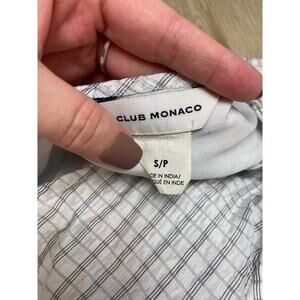 CLUB MONACO
S/P
DE IN INDIA/
QUÉ EN INDE